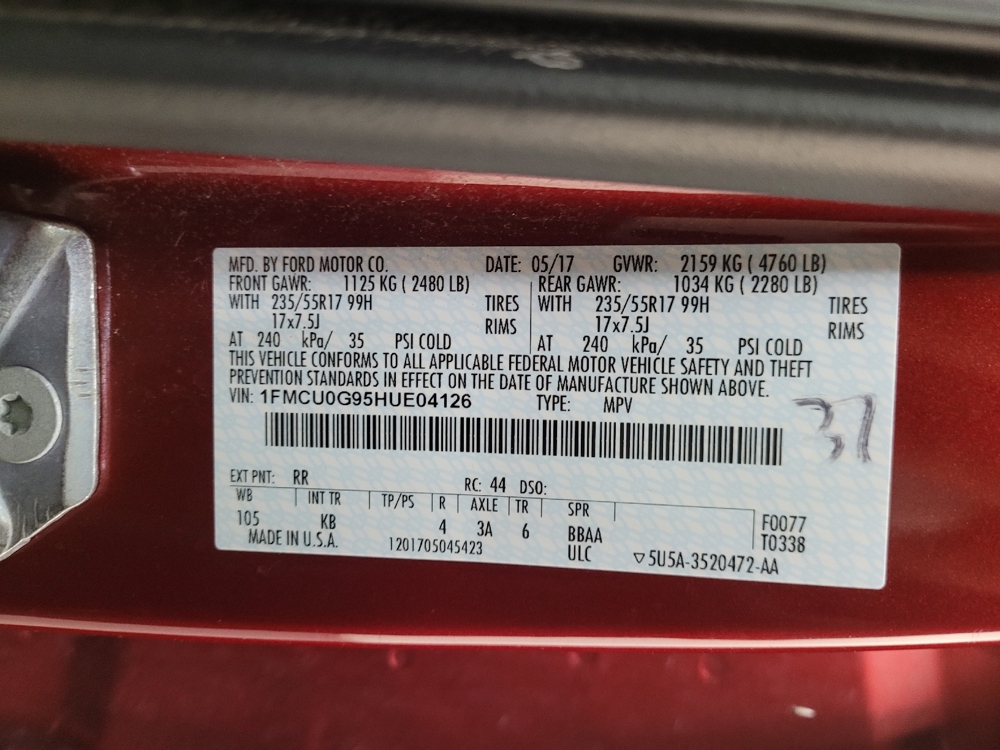 MFD. BY FORD MOTOR CO. DATE: 05/17 GVWR: 2159 KG ( 4760 LB)
FRONT GAWR: 1125 KG ( 2480 LB) REAR GAWR: 1034 KG ( 2280 LB)
WITH 235/55R17 99H TIRES WITH 235/55R17 99H TIRES
17x7.5J RIMS 17x7.5J RIMS
AT 240 kPa/ 35 PSI COLD AT 240 kPa/ 35 PSI COLD
THIS VEHICLE CONFORMS TO ALL APPLICABLE FEDERAL MOTOR VEHICLE SAFETY AND THEFT
PREVENTION STANDARDS IN EFFECT ON THE DATE OF MANUFACTURE SHOWN ABOVE.
VIN: 1FMCU0G95HUE04126 TYPE: MPV
EXT PNT: RR RC: 44 DSO:
WB INT TR TP/PS R AXLE TR SPR
105 KB 4 3A 6 BBAA F0077
MADE IN U.S.A. 1201705045423 ULC ▽5U5A-3520472-AA T0338